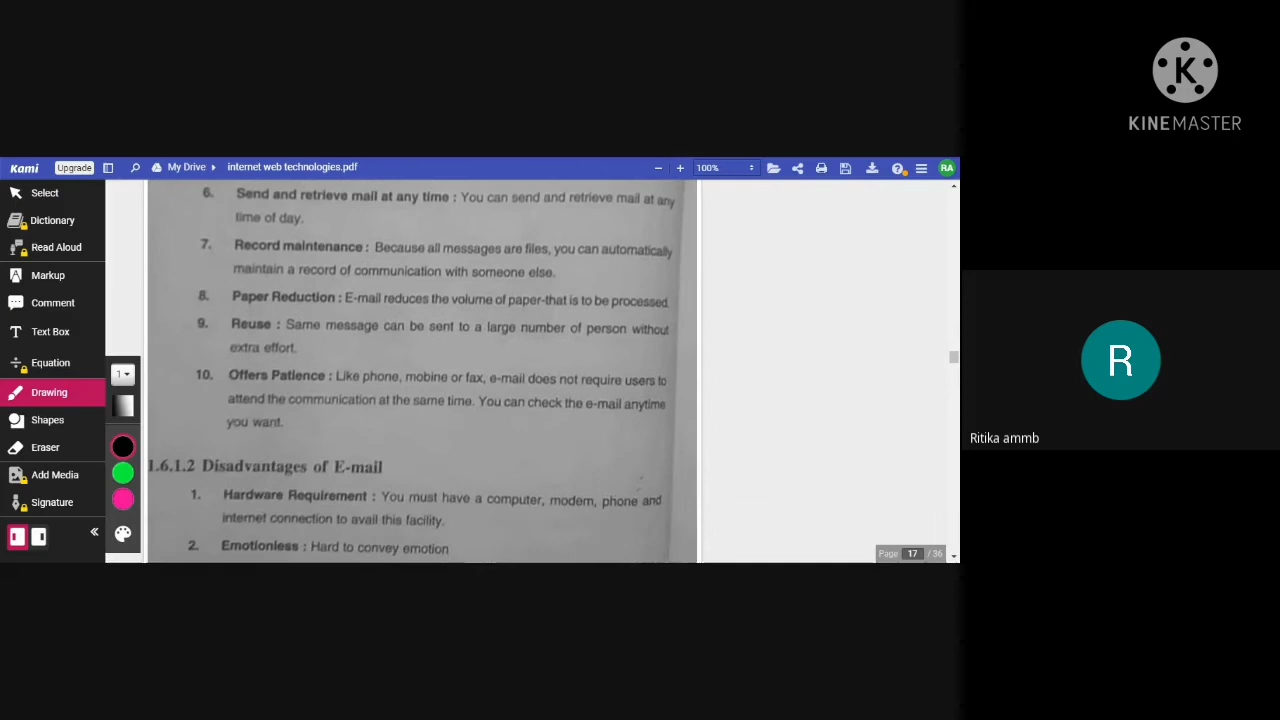 K
KINEMASTER
Kami
Upgrade
My Drive
internet web technologies.pdf
100%
RA
Select
Dictionary
Read Aloud
Markup
Comment
Text Box
Equation
Drawing
Shapes
Eraser
Add Media
Signature
1
6. Send and retrieve mail at any time : You can send and retrieve mail at any
time of day.
7. Record maintenance : Because all messages are files, you can automatically
maintain a record of communication with someone else.
8. Paper Reduction : E-mail reduces the volume of paper-that is to be processed
9. Reuse : Same message can be sent to a large number of person without
extra effort.
10. Offers Patience : Like phone, mobine or fax, e-mail does not require users to
attend the communication at the same time. You can check the e-mail anytime
you want.
1.6.1.2 Disadvantages of E-mail
1. Hardware Requirement : You must have a computer, modem, phone and
internet connection to avail this facility.
2. Emotionless : Hard to convey emotion
Page 17 / 36
R
Ritika ammb